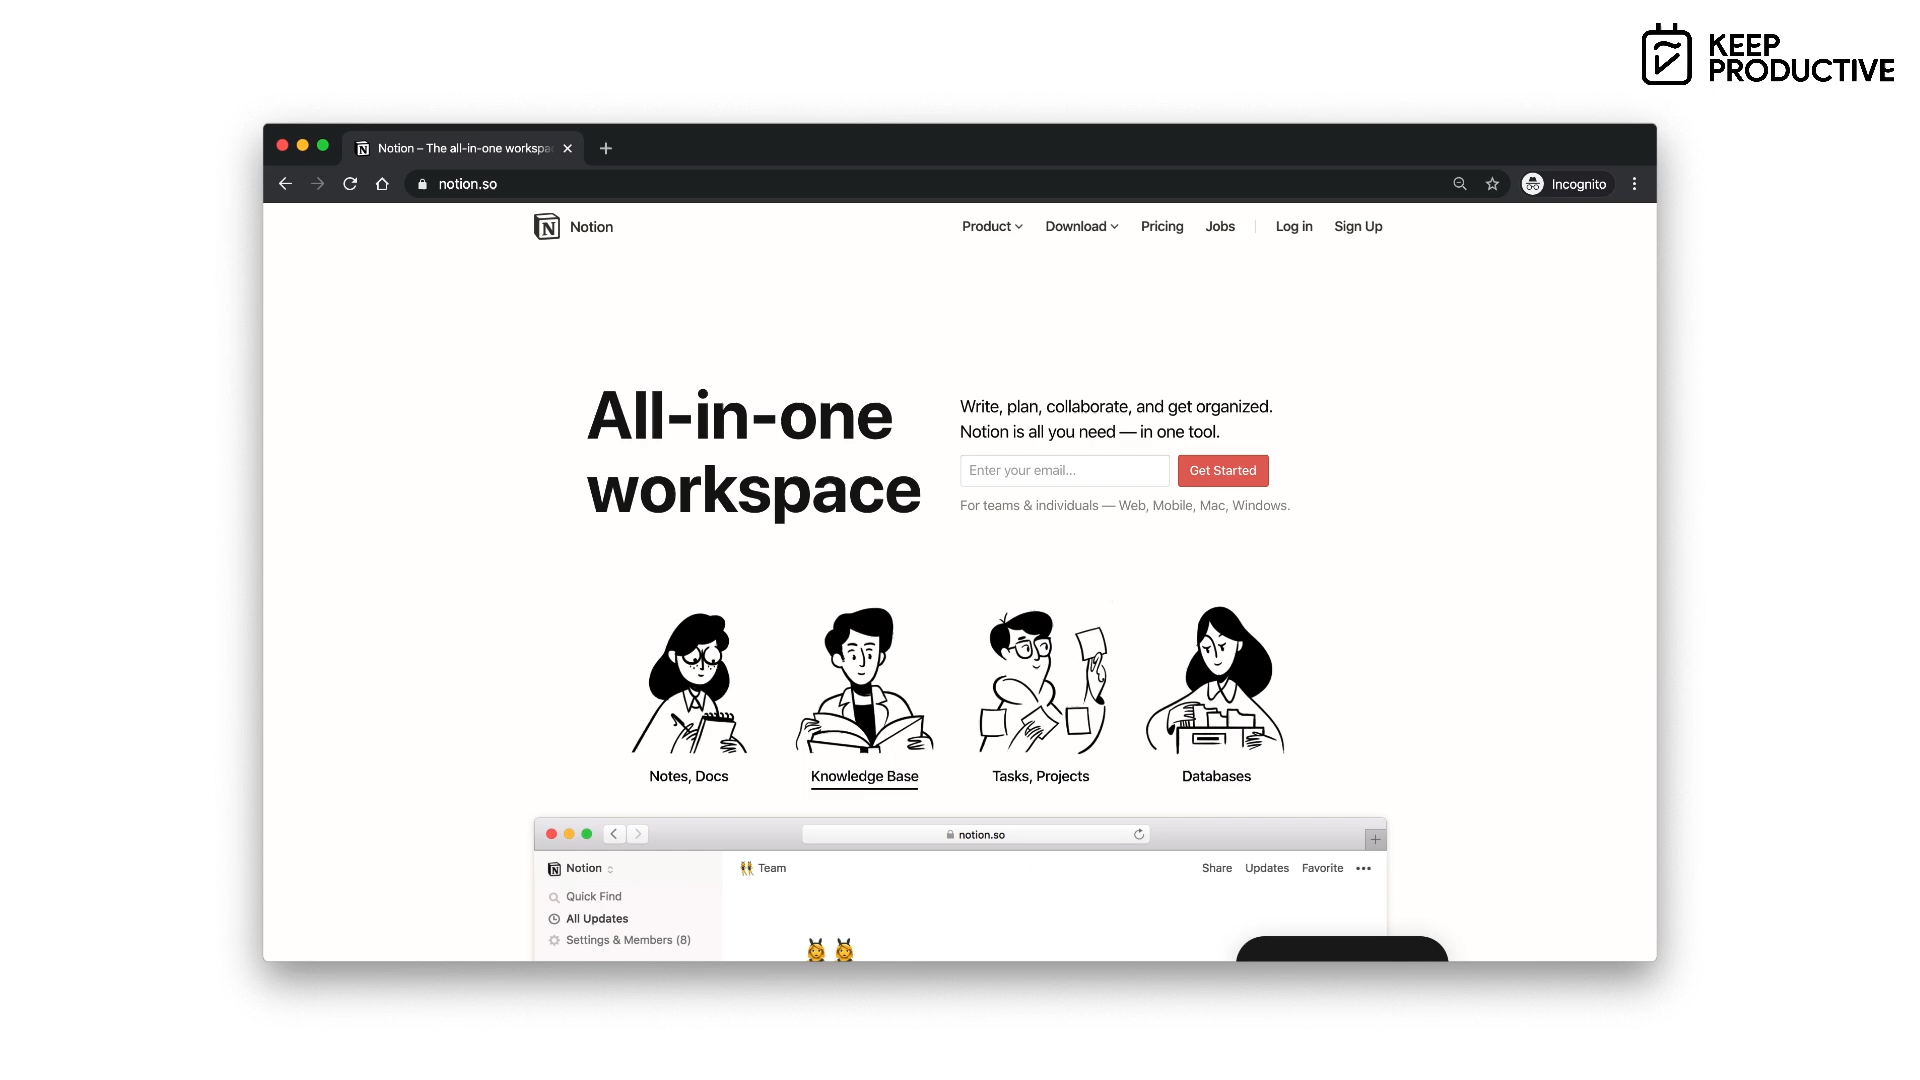 KEEP
PRODUCTIVE
Notion – The all-in-one workspa
notion.so
Incognito
Notion
Product
Download
Pricing
Jobs
Log in
Sign Up
All-in-one
workspace
Write, plan, collaborate, and get organized.
Notion is all you need — in one tool.
Enter your email...
Get Started
For teams & individuals — Web, Mobile, Mac, Windows.
Notes, Docs
Knowledge Base
Tasks, Projects
Databases
notion.so
Notion
Team
Share
Updates
Favorite
Quick Find
All Updates
Settings & Members (8)